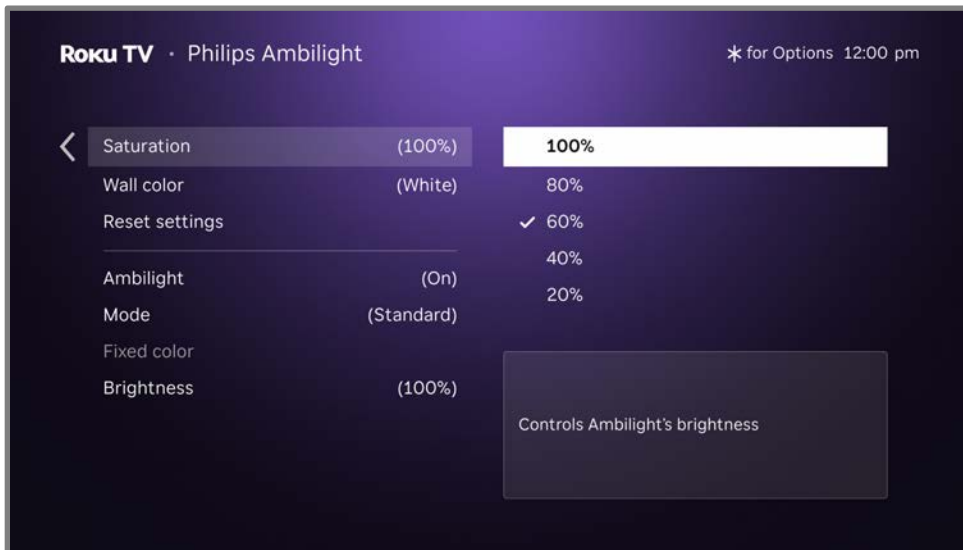 Roku TV · Philips Ambilight
* for Options 12:00 pm
Saturation (100%)
Wall color (White)
Reset settings
Ambilight (On)
Mode (Standard)
Fixed color
Brightness (100%)
100%
80%
✓ 60%
40%
20%
Controls Ambilight's brightness